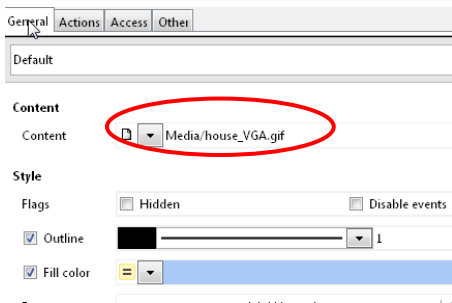 General Actions Access Other
Default
Content
Content Media/house_VGA.gif
Style
Flags Hidden Disable events
Outline 1
Fill color =